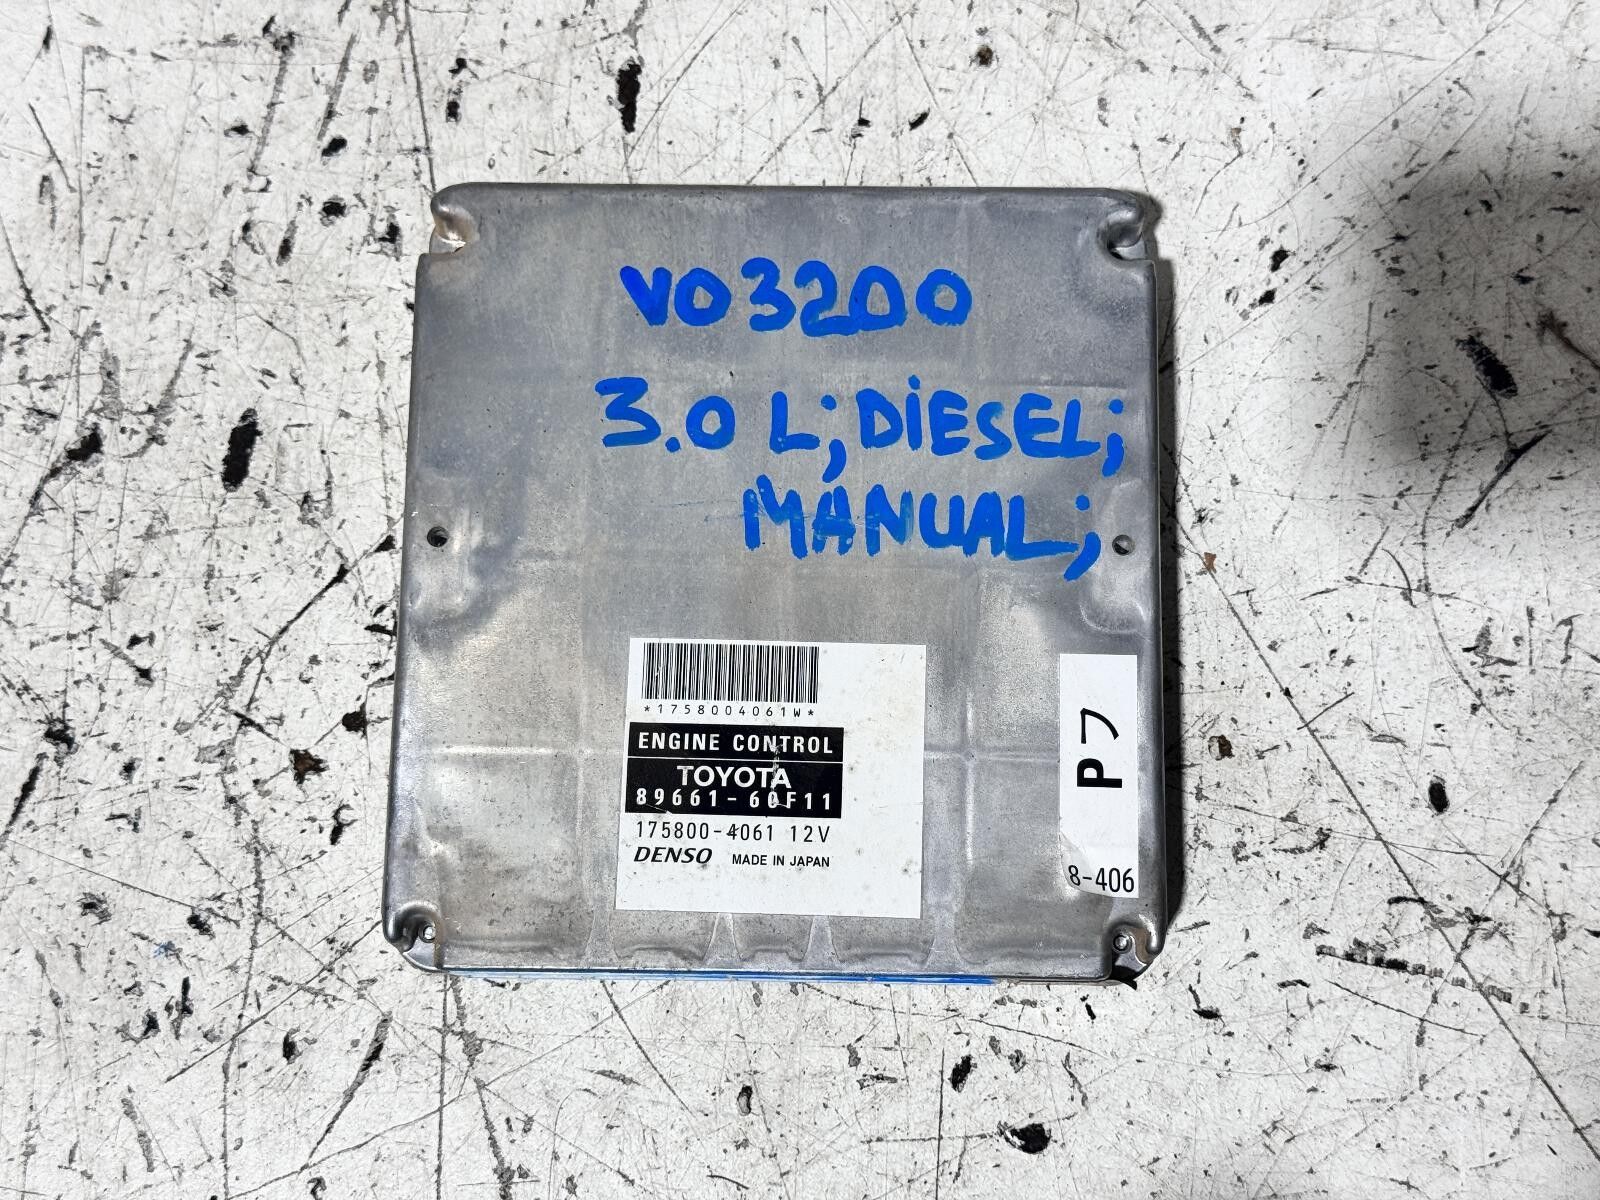 VO3200
3.0 L; DiESEL;
MANUAL;
*1758004061W*
ENGINE CONTROL
TOYOTA
89661-60F11
175800-4061 12V
DENSO MADE IN JAPAN
P7
8-406